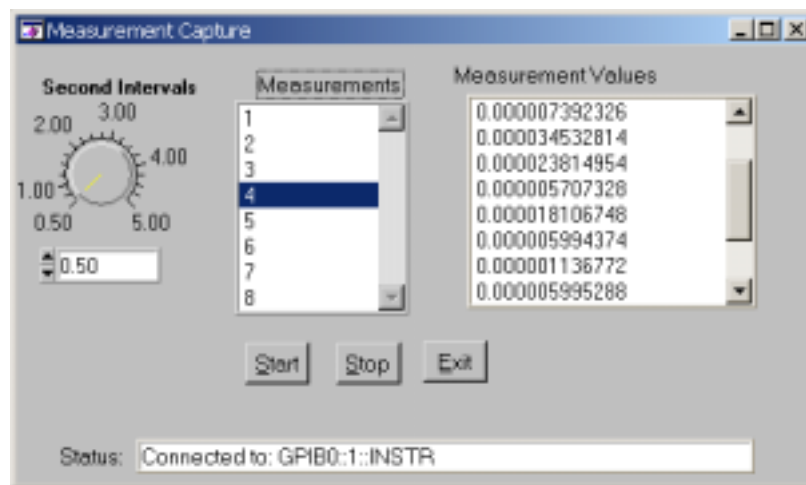 Measurement Capture
Second Intervals
3.00
2.00
4.00
1.00
0.50
5.00
0.50
Measurements
1
2
3
4
5
6
7
8
Measurement Values
0.000007392326
0.000034532814
0.000023814954
0.000005707328
0.000018106748
0.000005994374
0.000001136772
0.000005995288
Start
Stop
Exit
Status: Connected to: GPIB0::1::INSTR